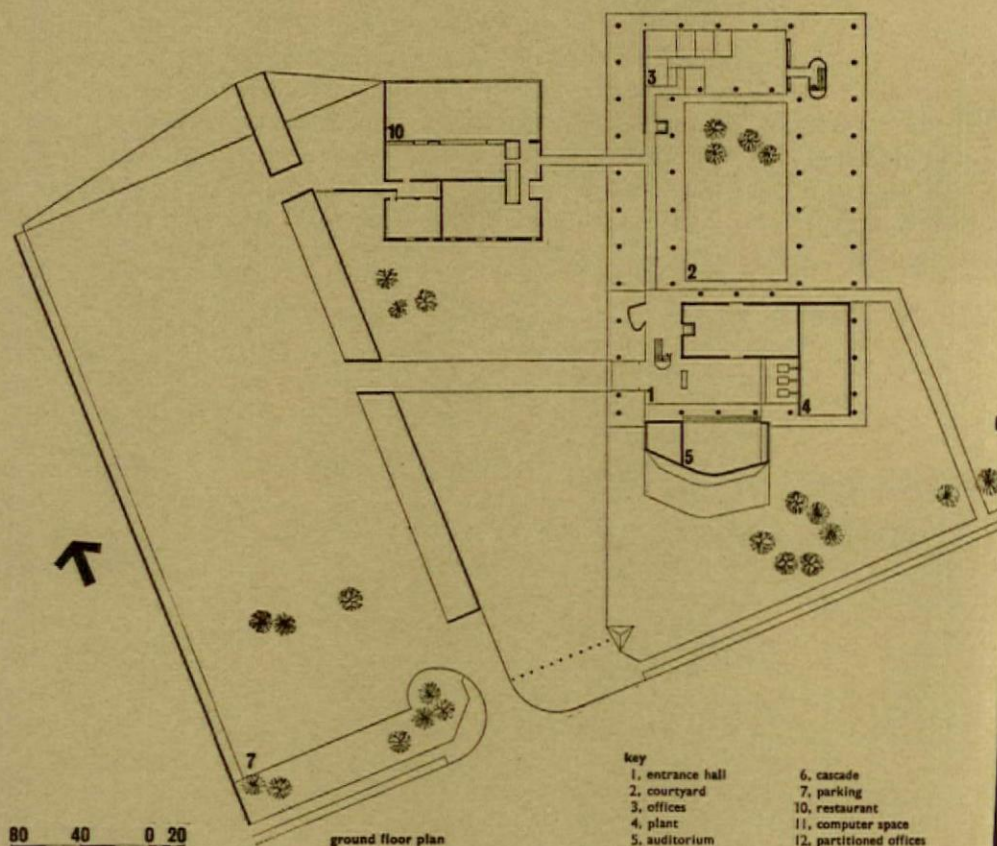 3
10
2
1
4
5
7
80 40 0 20
ground floor plan
key
1, entrance hall
2, courtyard
3, offices
4, plant
5, auditorium
6, cascade
7, parking
10, restaurant
11, computer space
12, partitioned offices